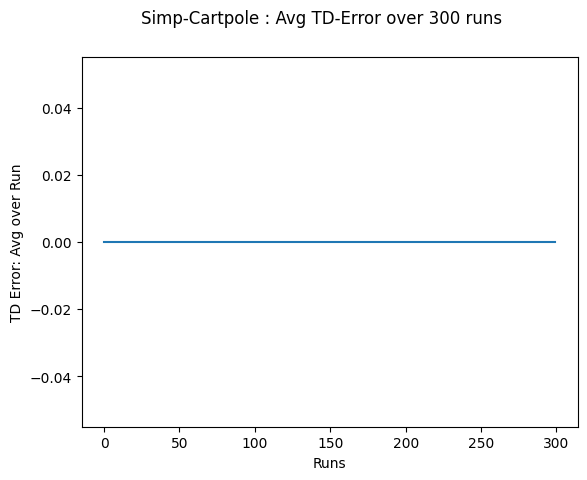 Simp-Cartpole : Avg TD-Error over 300 runs
TD Error: Avg over Run
0.04
0.02
0.00
−0.02
−0.04
0 50 100 150 200 250 300
Runs